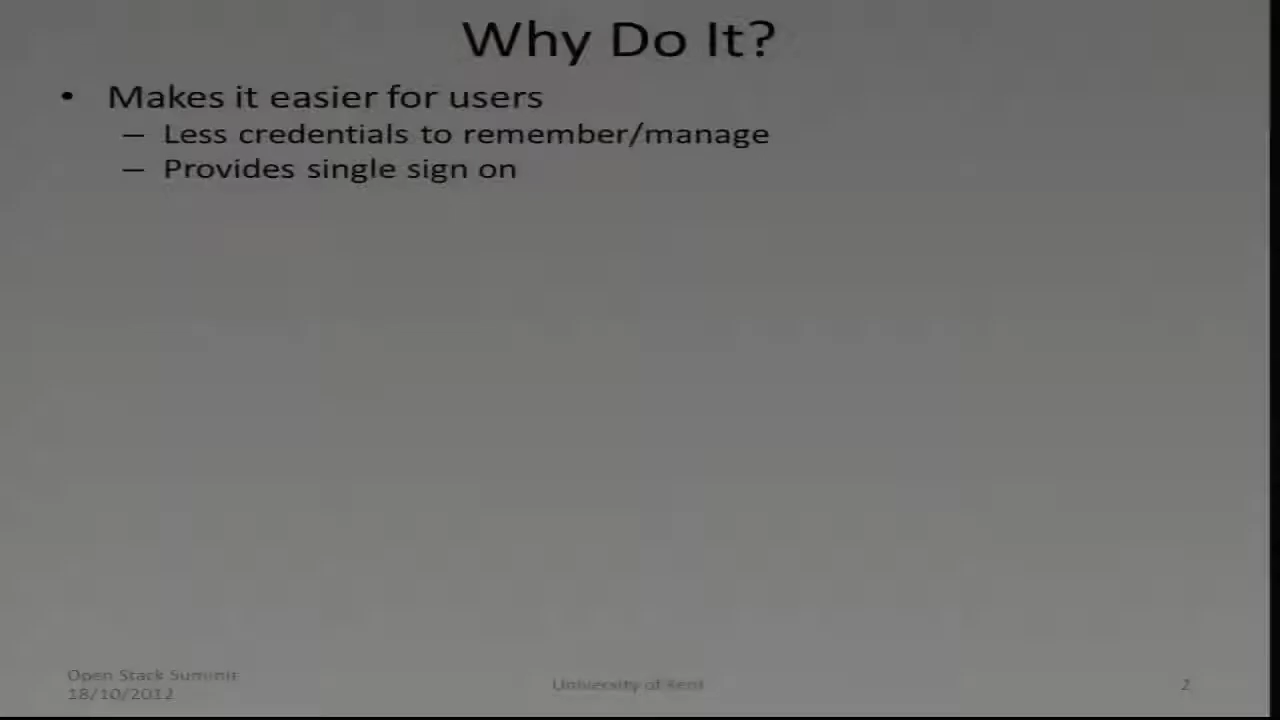 Why Do It?
• Makes it easier for users
– Less credentials to remember/manage
– Provides single sign on
Open Stack Summit
18/10/2012
University of Kent
2